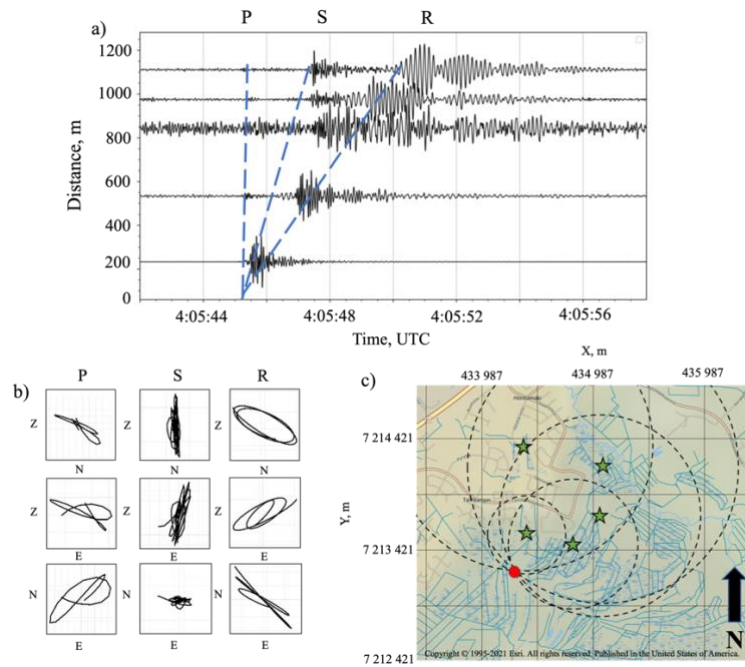 P S R
a)
1200
1000
800
600
400
200
0
Distance, m
4:05:44 4:05:48 4:05:52 4:05:56
Time, UTC
b)
P S R
Z Z Z
N N N
Z Z Z
E E E
N N N
E E E
X, m
433 987 434 987 435 987
c)
7 214 421
7 213 421
7 212 421
Y, m
N
Copyright © 1995-2021 Esri. All rights reserved. Published in the United States of America.